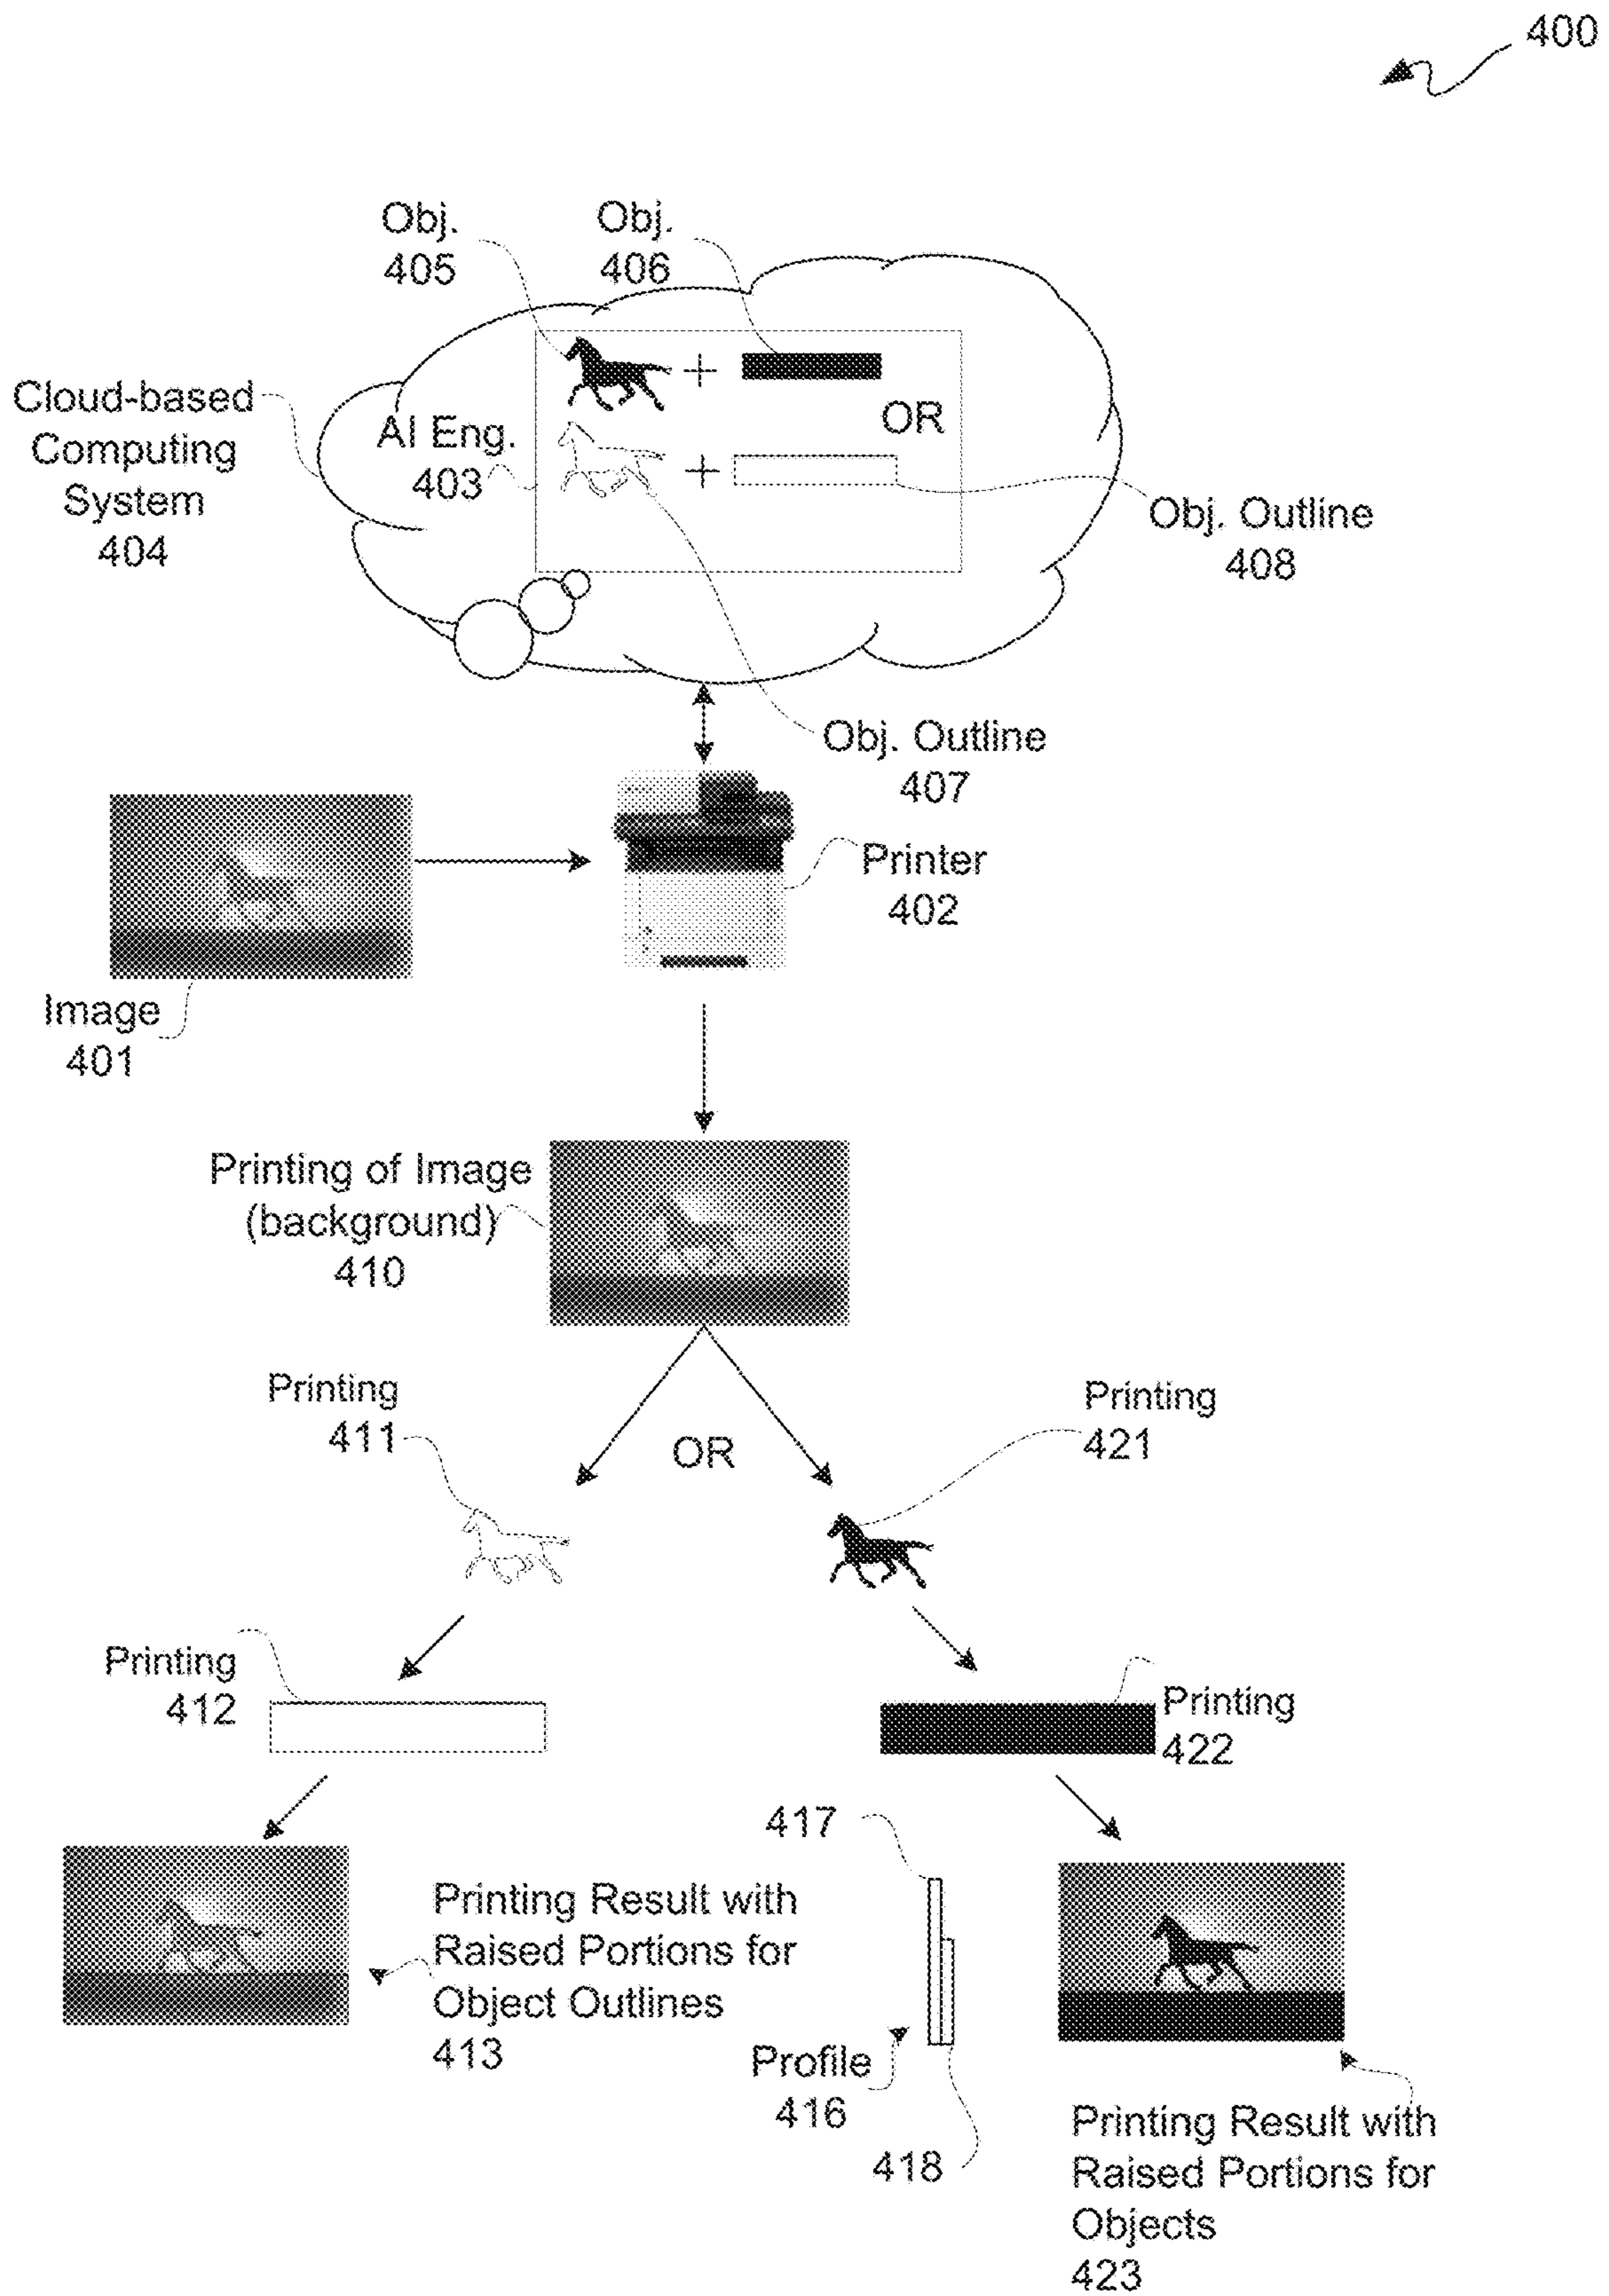 400
Obj.
405
Obj.
406
Cloud-based
Computing
System
404
AI Eng.
403
OR
Obj. Outline
408
Obj. Outline
407
Printer
402
Image
401
Printing of Image
(background)
410
Printing
411
OR
Printing
421
Printing
412
Printing
422
417
Printing Result with
Raised Portions for
Object Outlines
413
Profile
416
418
Printing Result with
Raised Portions for
Objects
423